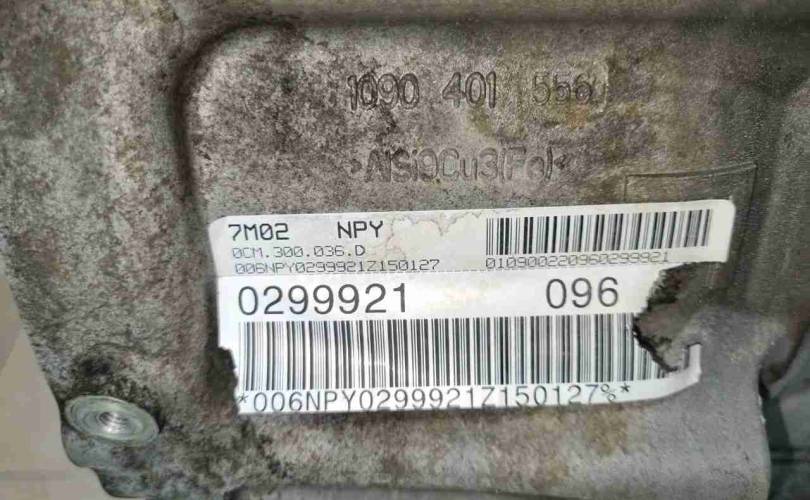 1090 401 556
>AlSi9Cu3(Fe)<
7M02 NPY
0CM.300.036.D
006NPY0299921Z150127 010900220960299921
0299921 096
*006NPY0299921Z150127%*